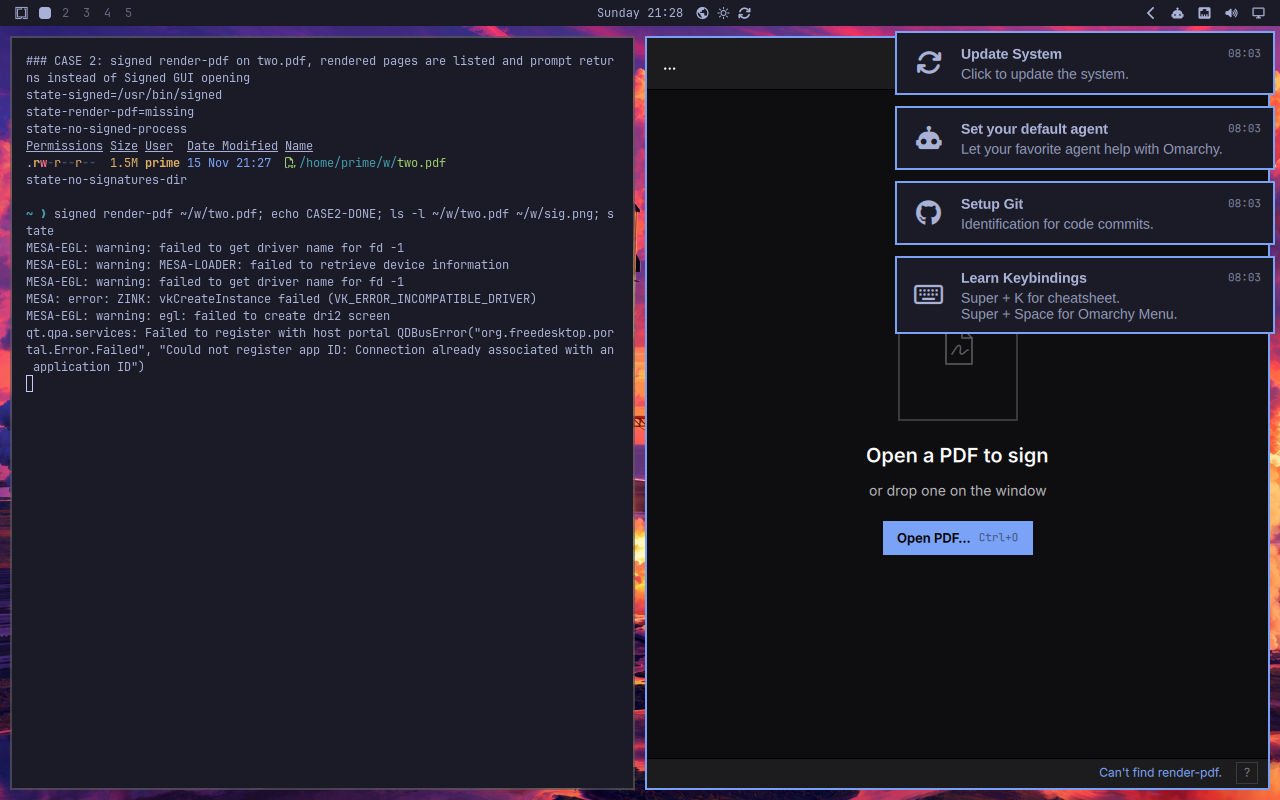 2 3 4 5
Sunday 21:28
### CASE 2: signed render-pdf on two.pdf, rendered pages are listed and prompt retur
ns instead of Signed GUI opening
state-signed=/usr/bin/signed
state-render-pdf=missing
state-no-signed-process
Permissions Size User  Date Modified Name
.rw-r--r--  1.5M prime 15 Nov 21:27  /home/prime/w/two.pdf
state-no-signatures-dir
~ ❯ signed render-pdf ~/w/two.pdf; echo CASE2-DONE; ls -l ~/w/two.pdf ~/w/sig.png; s
tate
MESA-EGL: warning: failed to get driver name for fd -1
MESA-EGL: warning: MESA-LOADER: failed to retrieve device information
MESA-EGL: warning: failed to get driver name for fd -1
MESA: error: ZINK: vkCreateInstance failed (VK_ERROR_INCOMPATIBLE_DRIVER)
MESA-EGL: warning: egl: failed to create dri2 screen
qt.qpa.services: Failed to register with host portal QDBusError("org.freedesktop.por
tal.Error.Failed", "Could not register app ID: Connection already associated with an
 application ID")
...
Update System 08:03
Click to update the system.
Set your default agent 08:03
Let your favorite agent help with Omarchy.
Setup Git 08:03
Identification for code commits.
Learn Keybindings 08:03
Super + K for cheatsheet.
Super + Space for Omarchy Menu.
Open a PDF to sign
or drop one on the window
Open PDF... Ctrl+O
Can't find render-pdf. ?